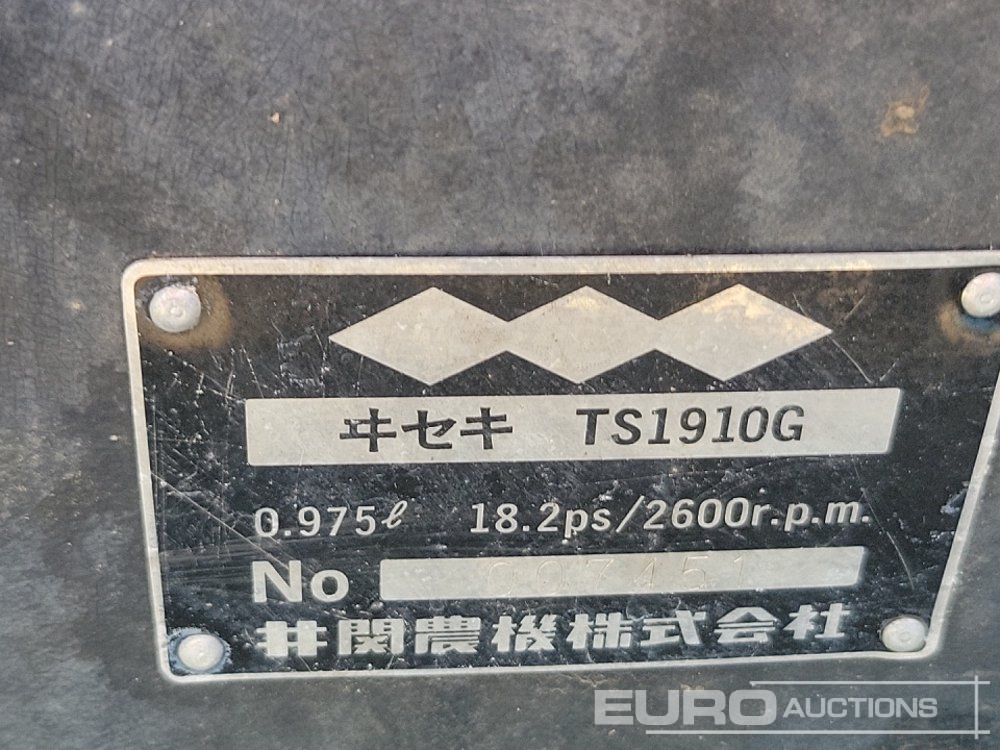 ヰセキ TS1910G
0.975ℓ 18.2ps/2600r.p.m.
No 007451
井関農機株式会社
EURO AUCTIONS